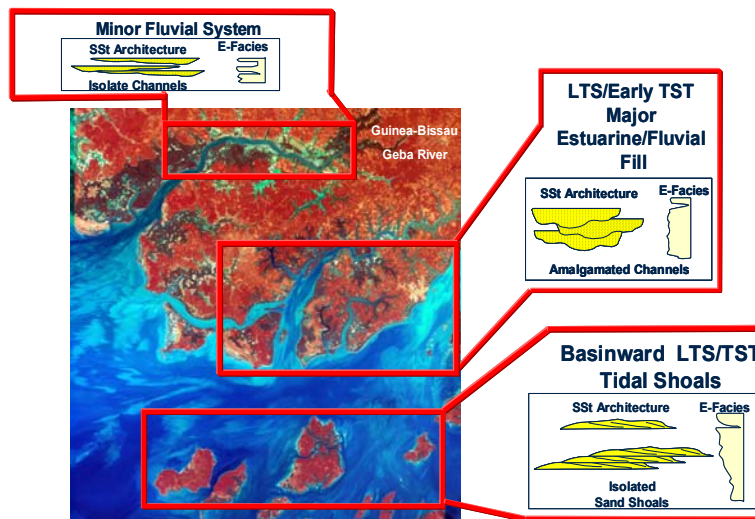 Minor Fluvial System
SSt Architecture
E-Facies
Isolate Channels
Guinea-Bissau
Geba River
LTS/Early TST
Major
Estuarine/Fluvial
Fill
SSt Architecture
E-Facies
Amalgamated Channels
Basinward LTS/TST
Tidal Shoals
SSt Architecture
E-Facies
Isolated
Sand Shoals